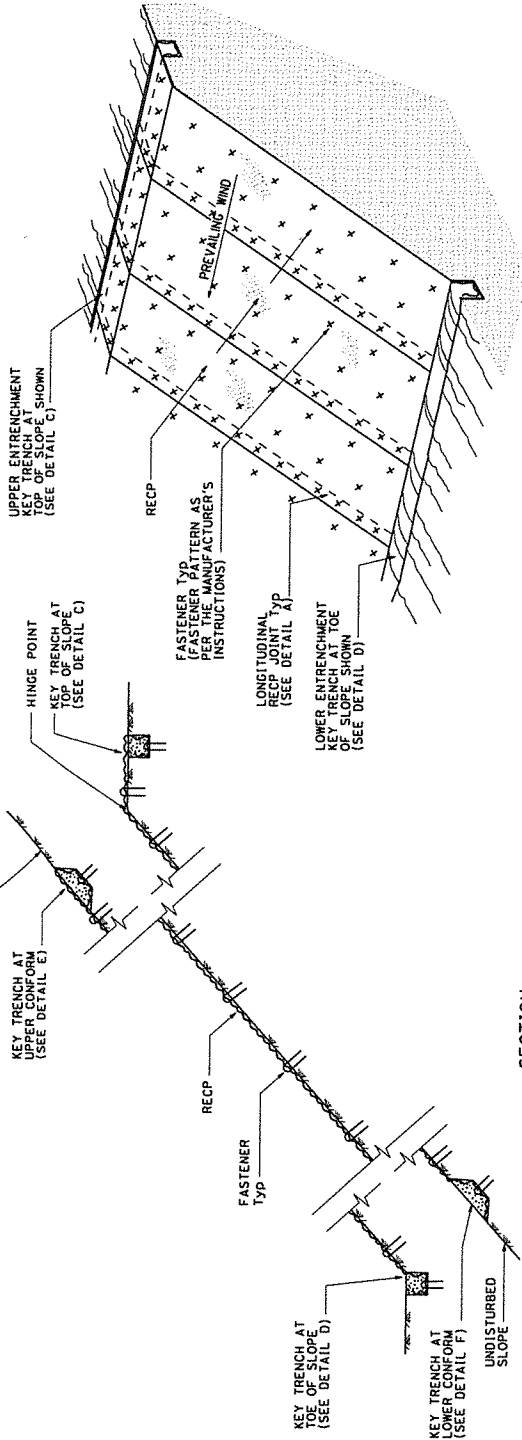 KEY TRENCH AT
UPPER CONFORM
(SEE DETAIL E)
HINGE POINT
KEY TRENCH AT
TOP OF SLOPE
(SEE DETAIL C)
RECP
FASTENER
Typ
KEY TRENCH AT
TOE OF SLOPE
(SEE DETAIL D)
KEY TRENCH AT
LOWER CONFORM
(SEE DETAIL F)
UNDISTURBED
SLOPE
UPPER ENTRENCHMENT
KEY TRENCH AT
TOP OF SLOPE SHOWN
(SEE DETAIL C)
PREVAILING WIND
RECP
FASTENER Typ
(FASTENER PATTERN AS
PER THE MANUFACTURER'S
INSTRUCTIONS)
LONGITUDINAL
RECP JOINT Typ
(SEE DETAIL A)
LOWER ENTRENCHMENT
KEY TRENCH AT TOE
OF SLOPE SHOWN
(SEE DETAIL D)